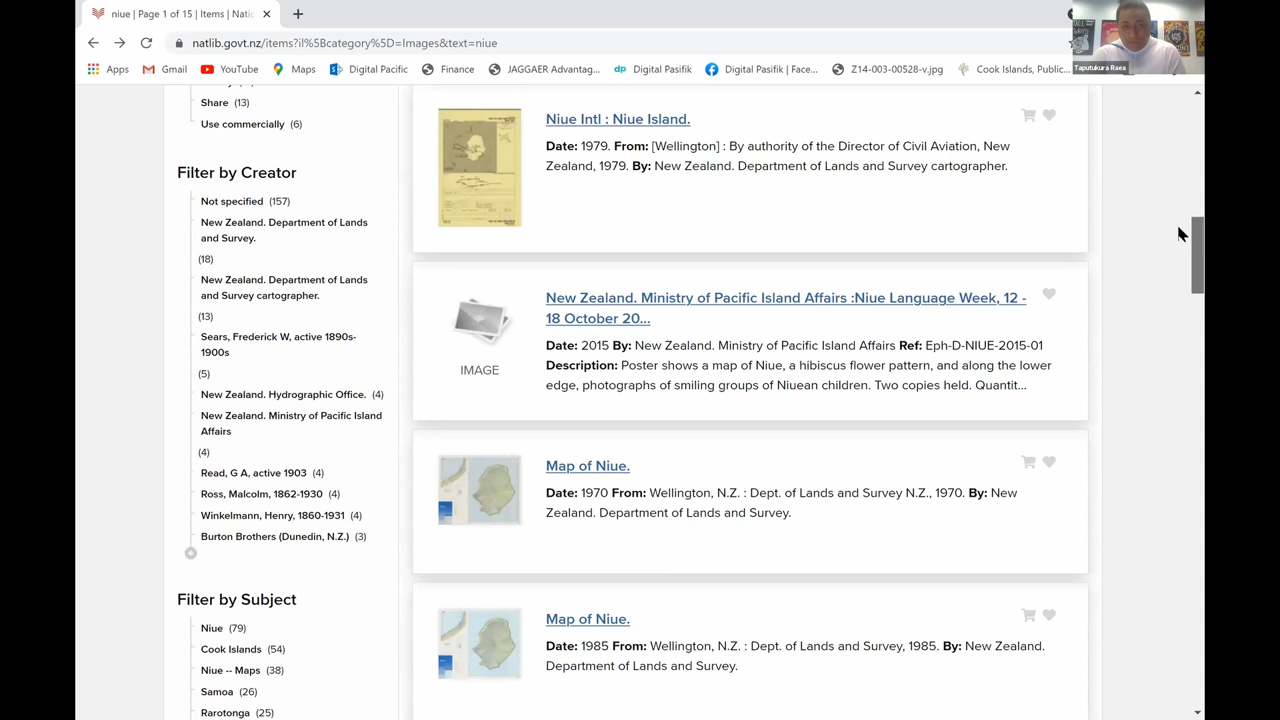 niue | Page 1 of 15 | Items | Natio
natlib.govt.nz/items?il%5Bcategory%5D=Images&text=niue
Apps Gmail YouTube Maps Digital Pacific Finance JAGGAER Advantag... dp Digital Pasifik Digital Pasifik | Face... Z14-003-00528-v.jpg Cook Islands, Public...
Taputukura Raea
Share (13)
Use commercially (6)
Filter by Creator
Not specified (157)
New Zealand. Department of Lands
and Survey.
(18)
New Zealand. Department of Lands
and Survey cartographer.
(13)
Sears, Frederick W, active 1890s-
1900s
(5)
New Zealand. Hydrographic Office. (4)
New Zealand. Ministry of Pacific Island
Affairs
(4)
Read, G A, active 1903 (4)
Ross, Malcolm, 1862-1930 (4)
Winkelmann, Henry, 1860-1931 (4)
Burton Brothers (Dunedin, N.Z.) (3)
Filter by Subject
Niue (79)
Cook Islands (54)
Niue -- Maps (38)
Samoa (26)
Rarotonga (25)
Niue Intl : Niue Island.
Date: 1979. From: [Wellington] : By authority of the Director of Civil Aviation, New
Zealand, 1979. By: New Zealand. Department of Lands and Survey cartographer.
New Zealand. Ministry of Pacific Island Affairs :Niue Language Week, 12 -
18 October 20...
IMAGE
Date: 2015 By: New Zealand. Ministry of Pacific Island Affairs Ref: Eph-D-NIUE-2015-01
Description: Poster shows a map of Niue, a hibiscus flower pattern, and along the lower
edge, photographs of smiling groups of Niuean children. Two copies held. Quantit...
Map of Niue.
Date: 1970 From: Wellington, N.Z. : Dept. of Lands and Survey N.Z., 1970. By: New
Zealand. Department of Lands and Survey.
Map of Niue.
Date: 1985 From: Wellington, N.Z. : Dept. of Lands and Survey, 1985. By: New Zealand.
Department of Lands and Survey.